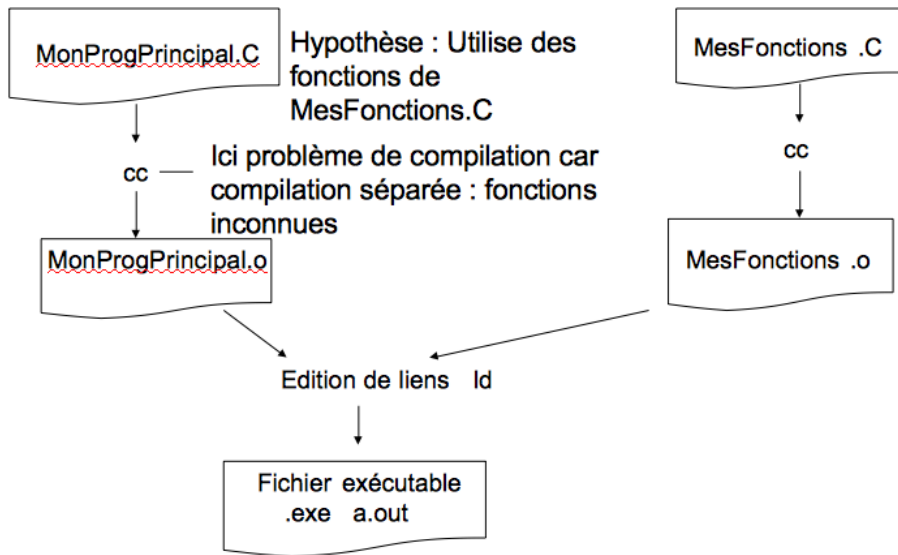 MonProgPrincipal.C
Hypothèse : Utilise des
fonctions de
MesFonctions.C
MesFonctions .C
cc
Ici problème de compilation car
compilation séparée : fonctions
inconnues
cc
MonProgPrincipal.o
MesFonctions .o
Edition de liens ld
Fichier exécutable
.exe a.out